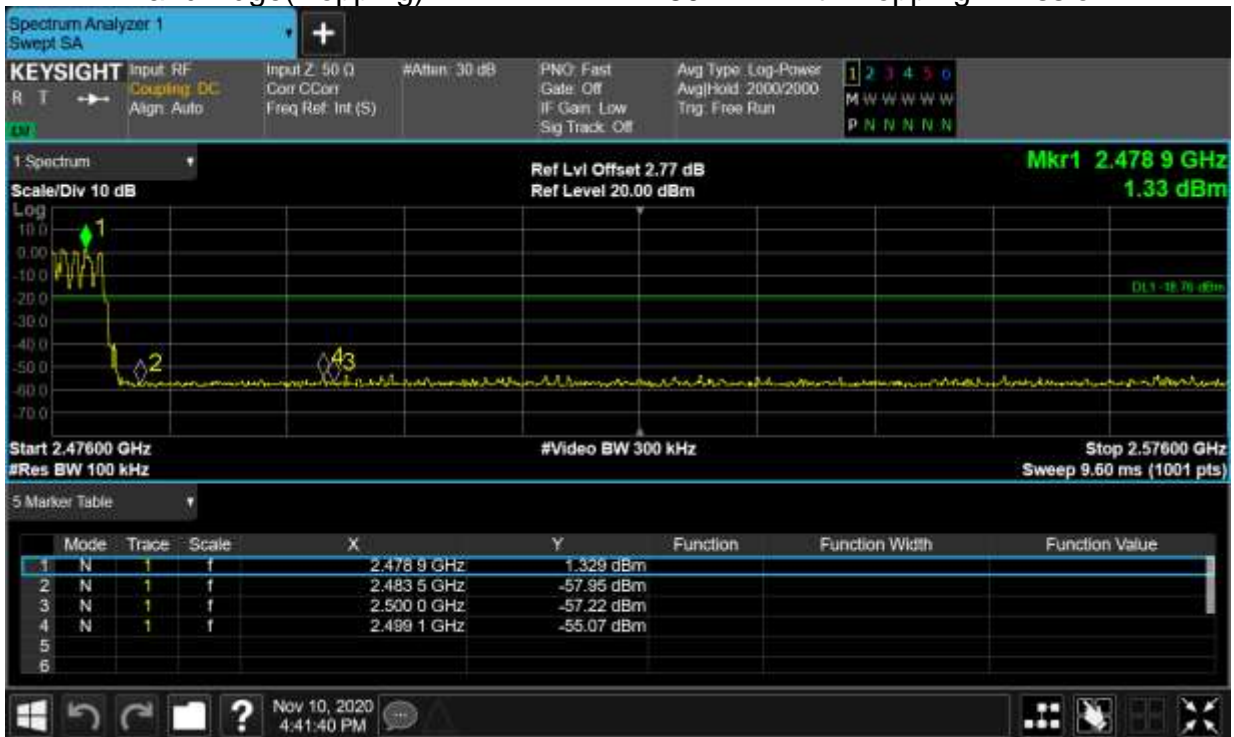 Spectrum Analyzer 1
Swept SA
+
KEYSIGHT Input: RF Input Z: 50 Ω #Atten: 30 dB PNO: Fast Avg Type: Log-Power 1 2 3 4 5 6
R T Coupling: DC Corr CCorr Gate: Off Avg|Hold: 2000/2000 M W W W W W
Align: Auto Freq Ref: Int (S) IF Gain: Low Trig: Free Run P N N N N N
Sig Track: Off
1 Spectrum Ref Lvl Offset 2.77 dB Mkr1 2.478 9 GHz
Scale/Div 10 dB Ref Level 20.00 dBm 1.33 dBm
Log
10.0 1
0.00
-10.0
-20.0 DL1 -18.76 dBm
-30.0
-40.0
-50.0 2 43
-60.0
-70.0
Start 2.47600 GHz #Video BW 300 kHz Stop 2.57600 GHz
#Res BW 100 kHz Sweep 9.60 ms (1001 pts)
5 Marker Table
Mode Trace Scale X Y Function Function Width Function Value
1 N 1 f 2.478 9 GHz 1.329 dBm
2 N 1 f 2.483 5 GHz -57.95 dBm
3 N 1 f 2.500 0 GHz -57.22 dBm
4 N 1 f 2.499 1 GHz -55.07 dBm
5
6
? Nov 10, 2020
4:41:40 PM